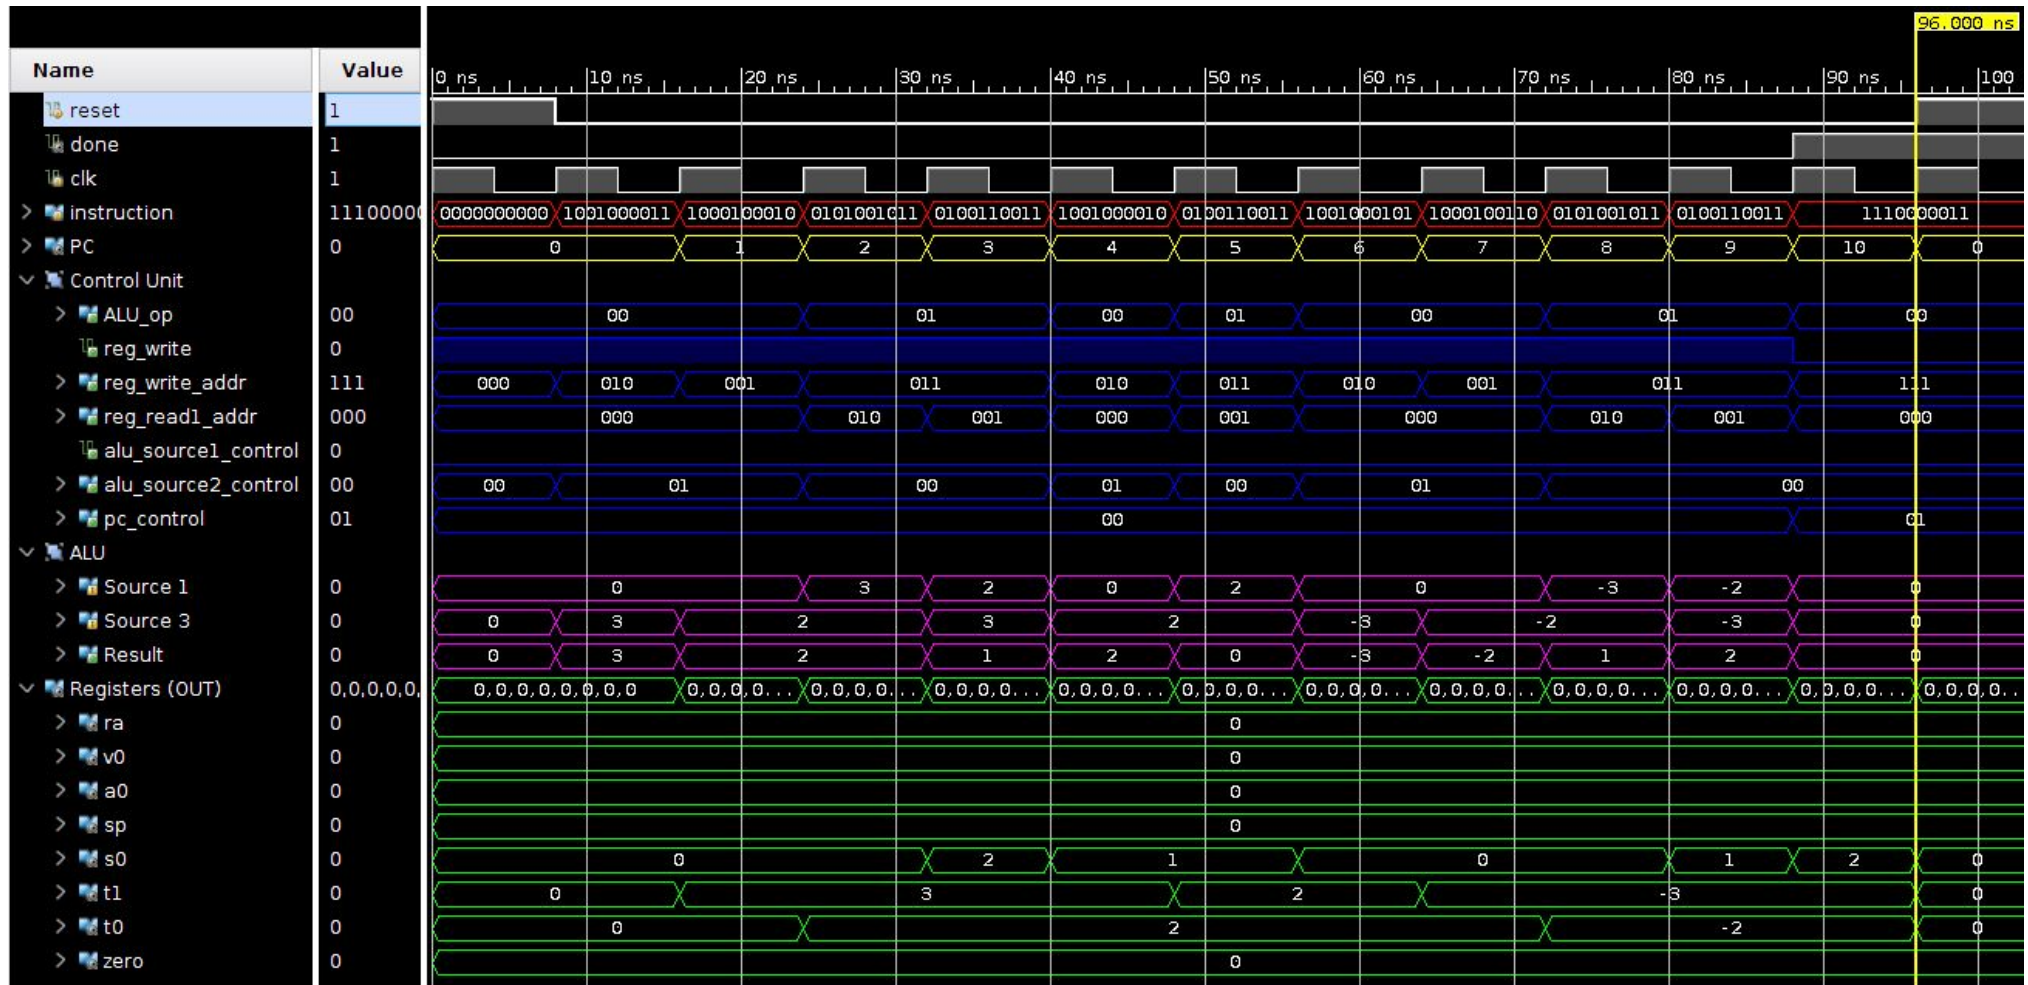 96.000 ns
Name Value 0 ns 10 ns 20 ns 30 ns 40 ns 50 ns 60 ns 70 ns 80 ns 90 ns 100
reset 1
done 1
clk 1
instruction 11100000 0000000000 1001000011 1000100010 0101001011 0100110011 1001000010 0100110011 1001000101 1000100110 0101001011 0100110011 1110000011
PC 0 0 1 2 3 4 5 6 7 8 9 10 0
Control Unit
ALU_op 00 00 01 00 01 00 01 00
reg_write 0
reg_write_addr 111 000 010 001 011 010 011 010 001 011 111
reg_read1_addr 000 000 010 001 000 001 000 010 001 000
alu_source1_control 0
alu_source2_control 00 00 01 00 01 00 01 00
pc_control 01 00 01
ALU
Source 1 0 0 3 2 0 2 0 -3 -2 0
Source 3 0 0 3 2 3 2 -3 -2 -3 0
Result 0 0 3 2 1 2 0 -3 -2 1 2 0
Registers (OUT) 0,0,0,0,0, 0,0,0,0,0,0,0,0 0,0,0,0... 0,0,0,0... 0,0,0,0... 0,0,0,0... 0,0,0,0... 0,0,0,0... 0,0,0,0... 0,0,0,0... 0,0,0,0... 0,0,0,0... 0,0,0,0..
ra 0 0
v0 0 0
a0 0 0
sp 0 0
s0 0 0 2 1 0 1 2 0
t1 0 0 3 2 -3 0
t0 0 0 2 -2 0
zero 0 0